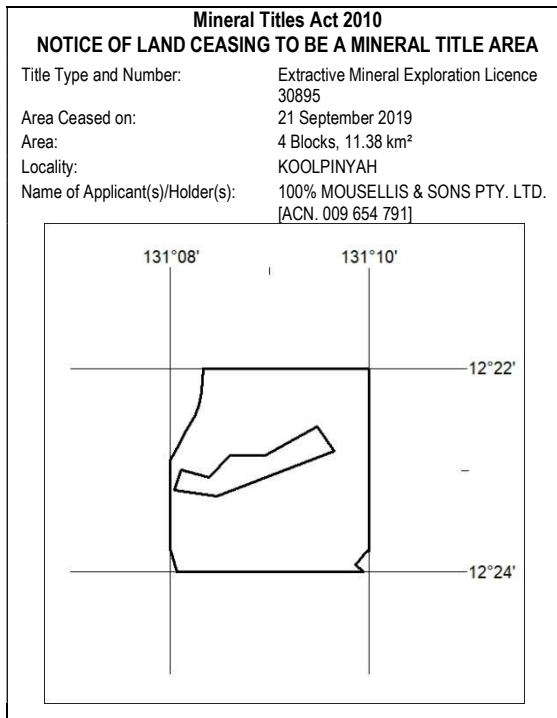 Mineral Titles Act 2010
NOTICE OF LAND CEASING TO BE A MINERAL TITLE AREA
Title Type and Number: Extractive Mineral Exploration Licence
30895
Area Ceased on: 21 September 2019
Area: 4 Blocks, 11.38 km²
Locality: KOOLPINYAH
Name of Applicant(s)/Holder(s): 100% MOUSELLIS & SONS PTY. LTD.
[ACN. 009 654 791]
131°08' 131°10'
12°22'
12°24'